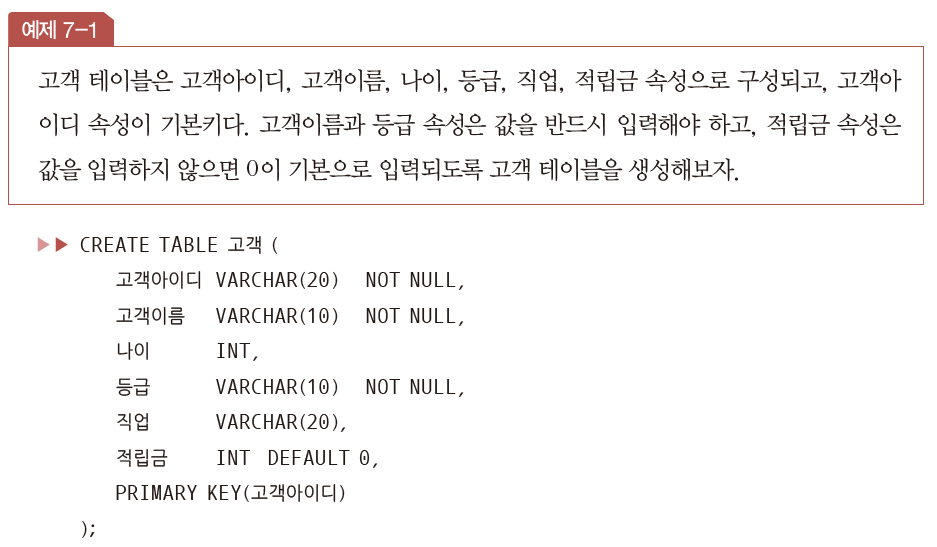 예제 7-1
고객 테이블은 고객아이디, 고객이름, 나이, 등급, 직업, 적립금 속성으로 구성되고, 고객아
이디 속성이 기본키다. 고객이름과 등급 속성은 값을 반드시 입력해야 하고, 적립금 속성은
값을 입력하지 않으면 0이 기본으로 입력되도록 고객 테이블을 생성해보자.
▶▶ CREATE TABLE 고객 (
고객아이디 VARCHAR(20) NOT NULL,
고객이름 VARCHAR(10) NOT NULL,
나이 INT,
등급 VARCHAR(10) NOT NULL,
직업 VARCHAR(20),
적립금 INT DEFAULT 0,
PRIMARY KEY(고객아이디)
);